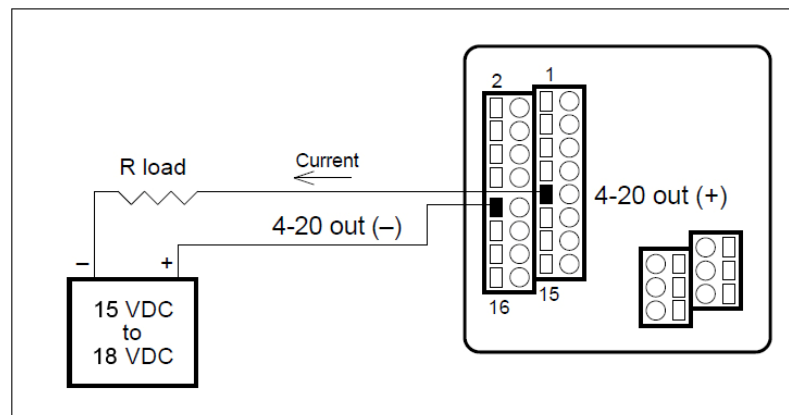 2 1
R load
Current
4-20 out (+)
4-20 out (–)
– +
15 VDC
to
18 VDC
16 15